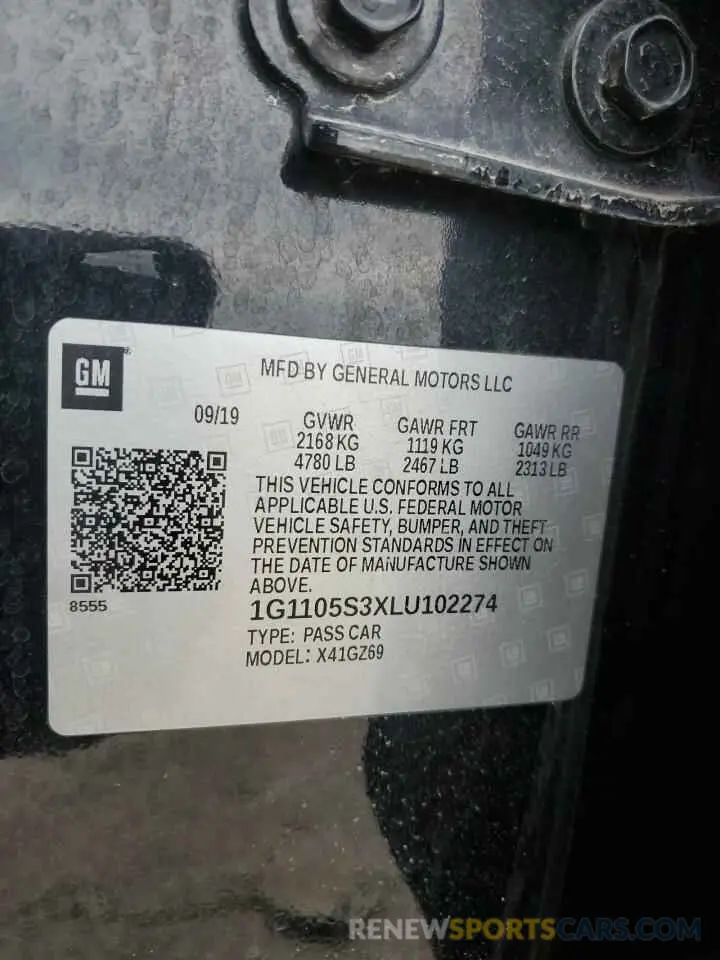 GM
MFD BY GENERAL MOTORS LLC
09/19
GVWR GAWR FRT GAWR RR
2168 KG 1119 KG 1049 KG
4780 LB 2467 LB 2313 LB
THIS VEHICLE CONFORMS TO ALL
APPLICABLE U.S. FEDERAL MOTOR
VEHICLE SAFETY, BUMPER, AND THEFT
PREVENTION STANDARDS IN EFFECT ON
THE DATE OF MANUFACTURE SHOWN
ABOVE.
8555
1G1105S3XLU102274
TYPE: PASS CAR
MODEL: X41GZ69
RENEWSPORTSCARS.COM